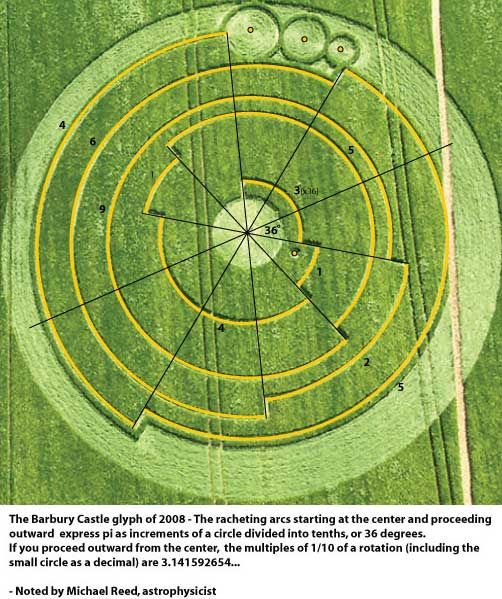 4
6
5
9
3(x36)
36°
1
1
4
2
5
The Barbury Castle glyph of 2008 - The racheting arcs starting at the center and proceeding
outward express pi as increments of a circle divided into tenths, or 36 degrees.
If you proceed outward from the center, the multiples of 1/10 of a rotation (including the
small circle as a decimal) are 3.141592654...
- Noted by Michael Reed, astrophysicist